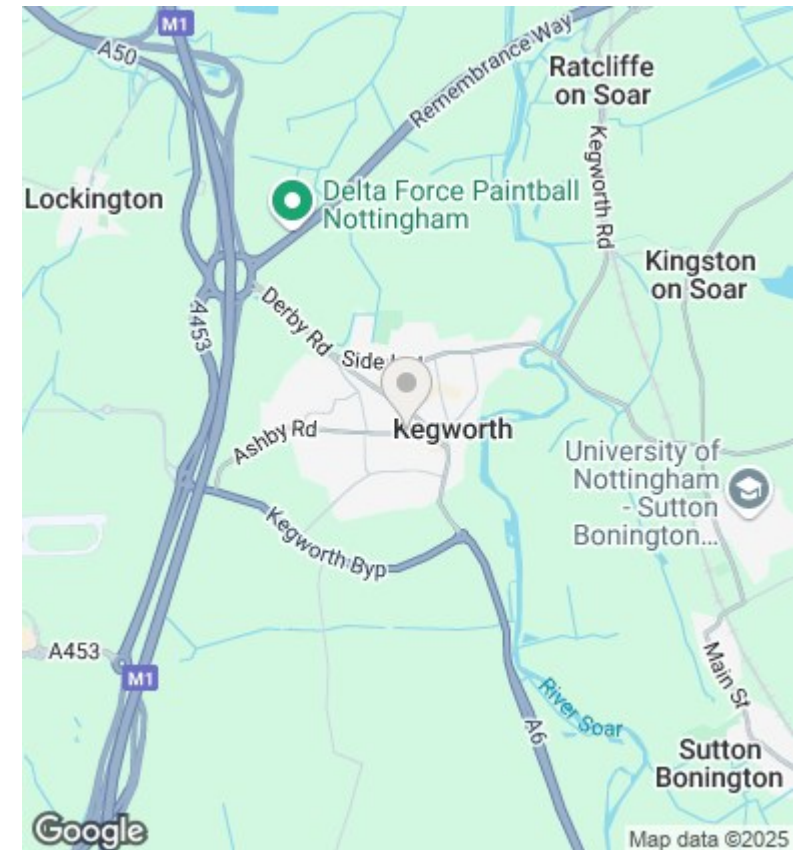 M1
A50
Remembrance Way
Ratcliffe
on Soar
Kegworth Rd
Lockington
Delta Force Paintball
Nottingham
Kingston
on Soar
A453
Derby Rd
Side
Ashby Rd
Kegworth
University of
Nottingham
- Sutton
Bonington...
Kegworth Byp
A453
M1
Main St
River Soar
A6
Sutton
Bonington
Google
Map data ©2025